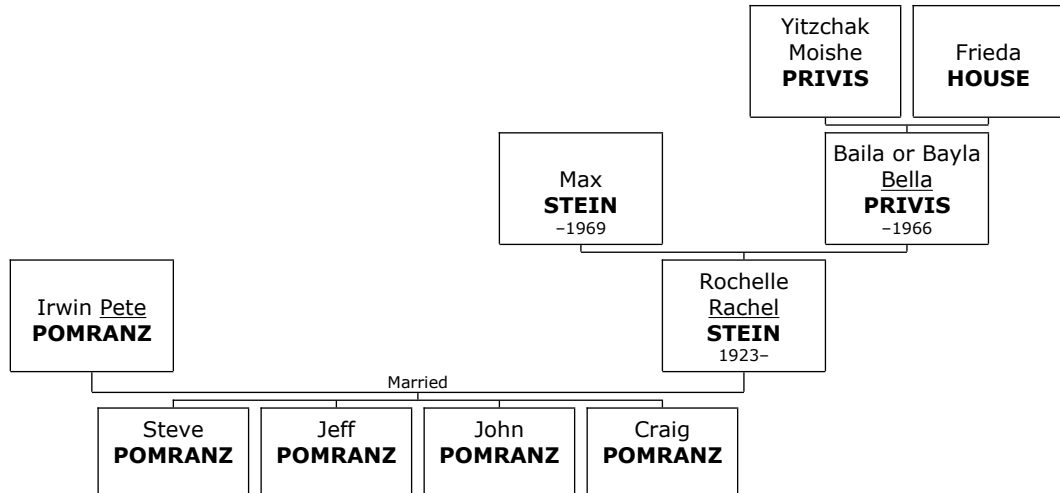 Yitzchak
Moishe
PRIVIS
Frieda
HOUSE
Max
STEIN
–1969
Baila or Bayla
Bella
PRIVIS
–1966
Irwin Pete
POMRANZ
Rochelle
Rachel
STEIN
1923–
Married
Steve
POMRANZ
Jeff
POMRANZ
John
POMRANZ
Craig
POMRANZ